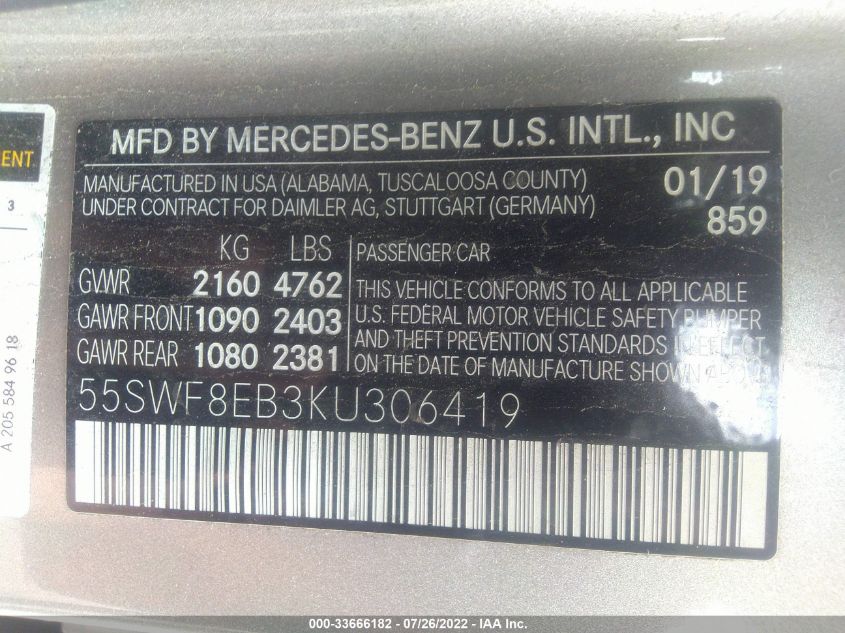 MFD BY MERCEDES-BENZ U.S. INTL., INC
MANUFACTURED IN USA (ALABAMA, TUSCALOOSA COUNTY)
UNDER CONTRACT FOR DAIMLER AG, STUTTGART (GERMANY)
01/19
859
KG LBS
GVWR 2160 4762
GAWR FRONT 1090 2403
GAWR REAR 1080 2381
PASSENGER CAR
THIS VEHICLE CONFORMS TO ALL APPLICABLE
U.S. FEDERAL MOTOR VEHICLE SAFETY BUMPER
AND THEFT PREVENTION STANDARDS IN EFFECT
ON THE DATE OF MANUFACTURE SHOWN
55SWF8EB3KU306419
ENT
3
A 205 584 96 18
000-33666182 - 07/26/2022 - IAA Inc.